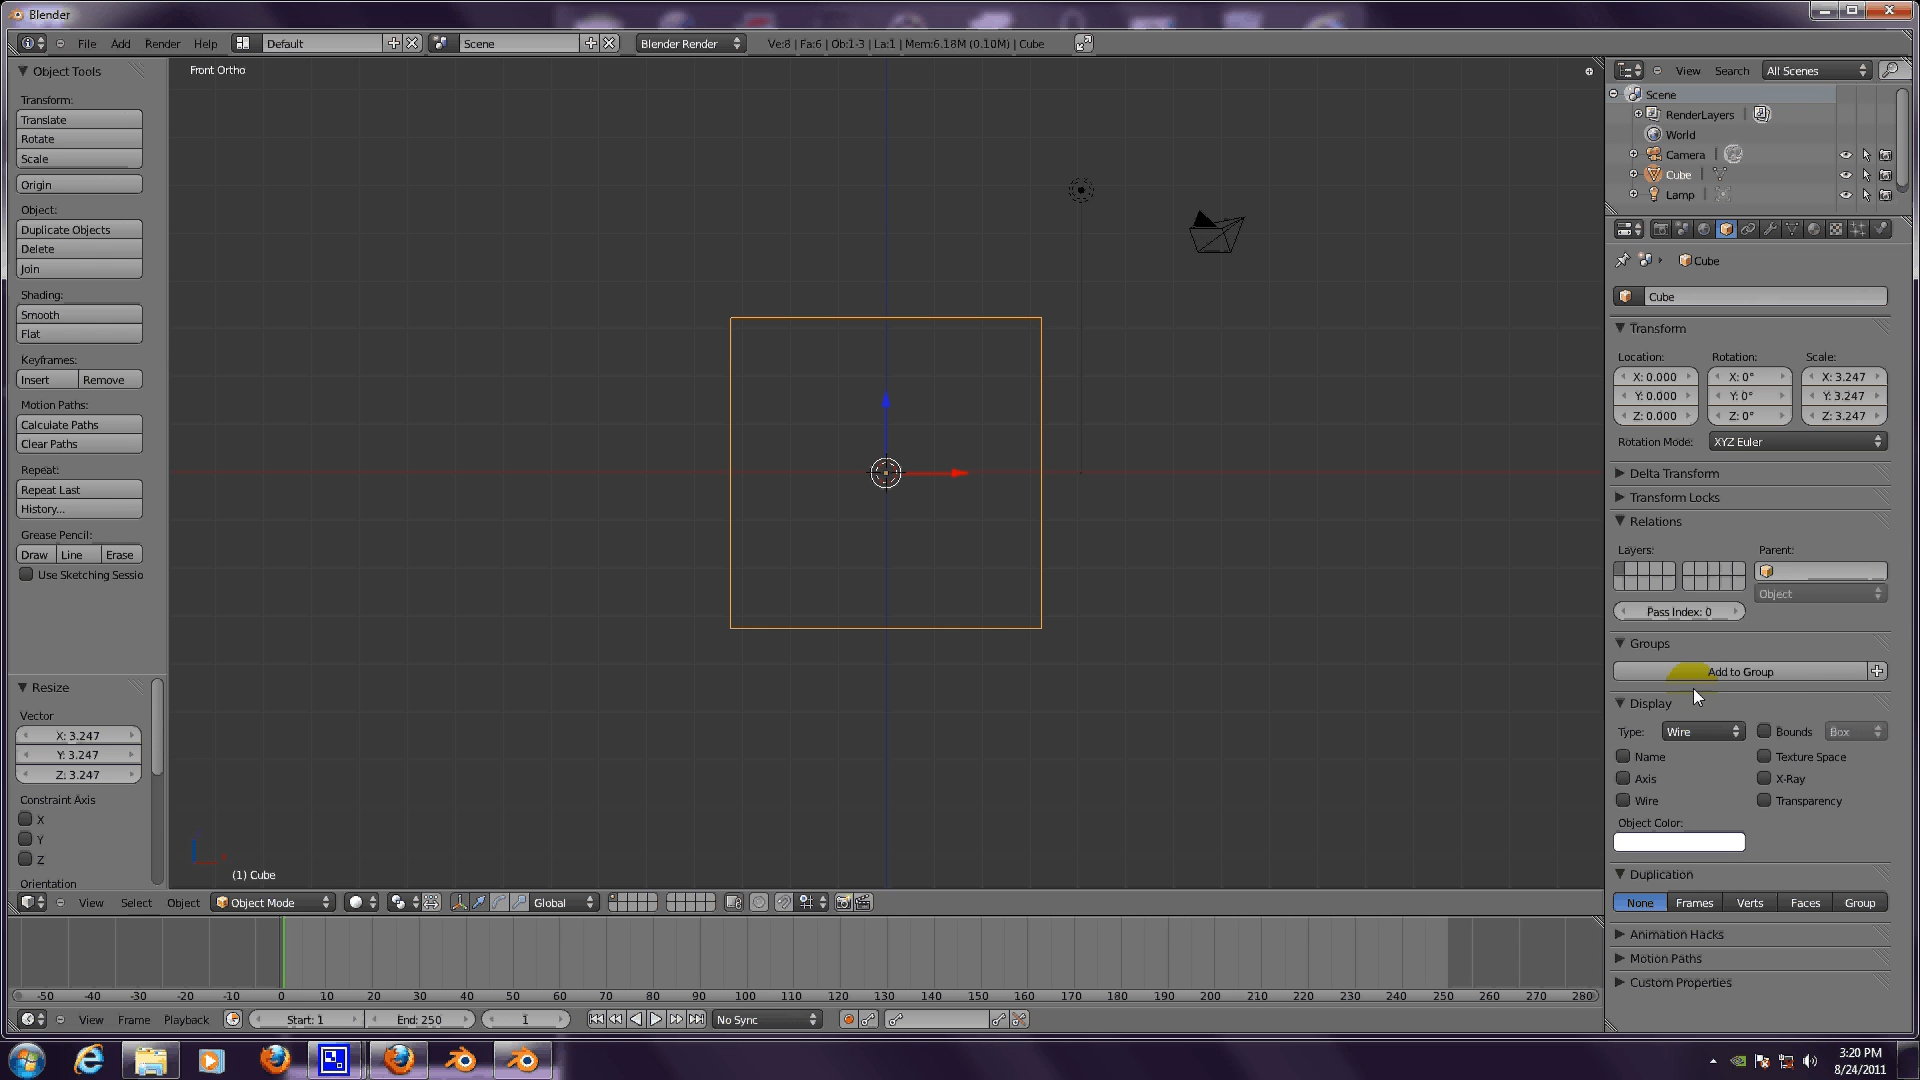 Blender
File Add Render Help Default Scene Blender Render Ve:8 | Fa:6 | Ob:1-3 | La:1 | Mem:6.18M (0.10M) | Cube
Object Tools
Transform:
Translate
Rotate
Scale
Origin
Object:
Duplicate Objects
Delete
Join
Shading:
Smooth
Flat
Keyframes:
Insert Remove
Motion Paths:
Calculate Paths
Clear Paths
Repeat:
Repeat Last
History...
Grease Pencil:
Draw Line Erase
Use Sketching Sessio
Resize
Vector
X: 3.247
Y: 3.247
Z: 3.247
Constraint Axis
X
Y
Z
Orientation
Front Ortho
(1) Cube
View Select Object Object Mode Global
View Search All Scenes
Scene
RenderLayers |
World
Camera |
Cube |
Lamp |
Cube
Cube
Transform
Location: Rotation: Scale:
X: 0.000 X: 0° X: 3.247
Y: 0.000 Y: 0° Y: 3.247
Z: 0.000 Z: 0° Z: 3.247
Rotation Mode: XYZ Euler
Delta Transform
Transform Locks
Relations
Layers: Parent:
Object
Pass Index: 0
Groups
Add to Group
Display
Type: Wire Bounds Box
Name Texture Space
Axis X-Ray
Wire Transparency
Object Color:
Duplication
None Frames Verts Faces Group
Animation Hacks
Motion Paths
Custom Properties
-50 -40 -30 -20 -10 0 10 20 30 40 50 60 70 80 90 100 110 120 130 140 150 160 170 180 190 200 210 220 230 240 250 260 270 280
View Frame Playback Start: 1 End: 250 1 No Sync
3:20 PM
8/24/2011